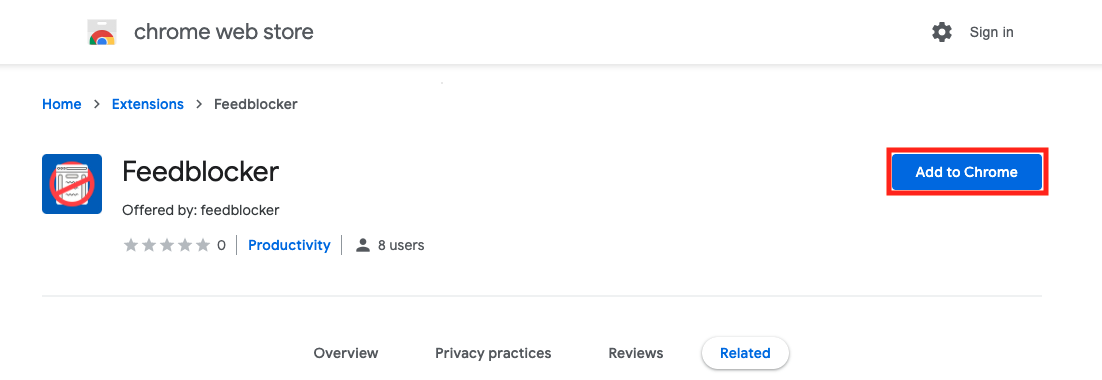 chrome web store
Sign in
Home > Extensions > Feedblocker
Feedblocker
Add to Chrome
Offered by: feedblocker
0 | Productivity | 8 users
Overview Privacy practices Reviews Related